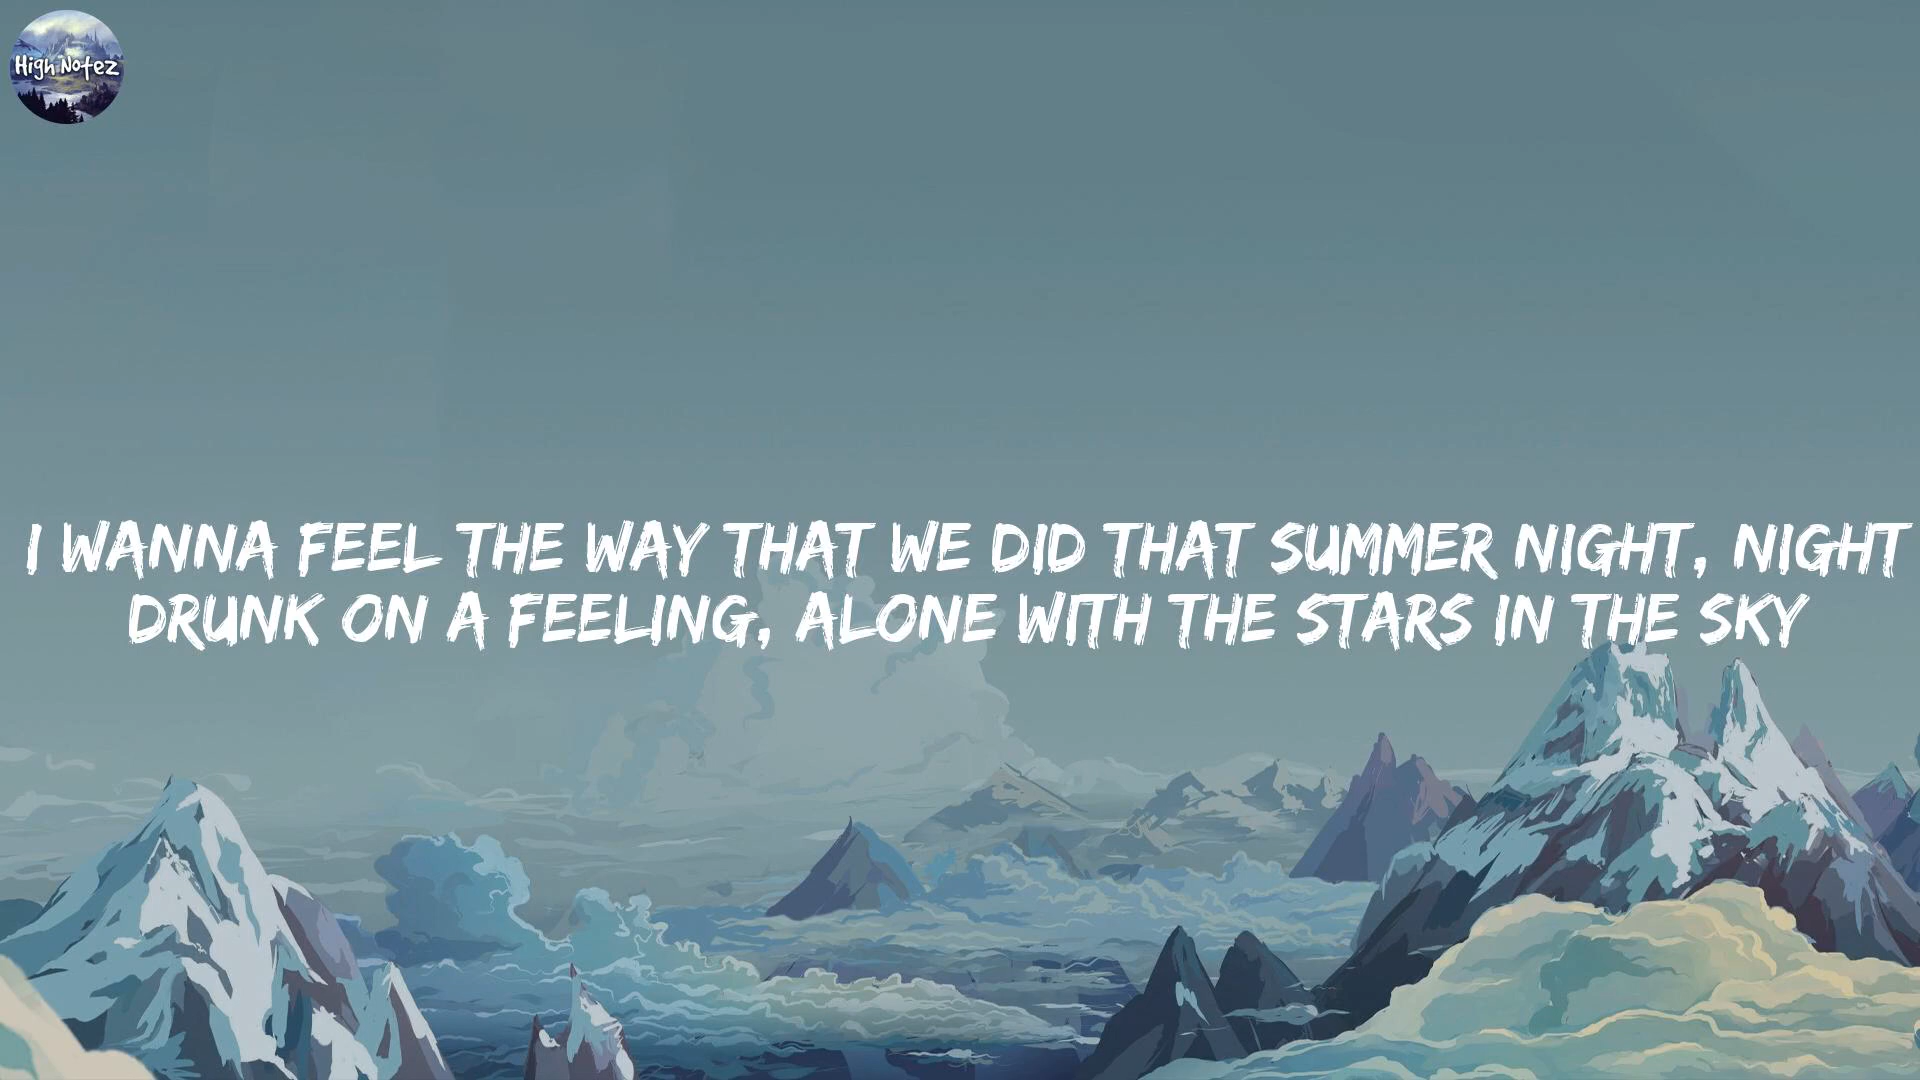 High Notez
I WANNA FEEL THE WAY THAT WE DID THAT SUMMER NIGHT, NIGHT
DRUNK ON A FEELING, ALONE WITH THE STARS IN THE SKY